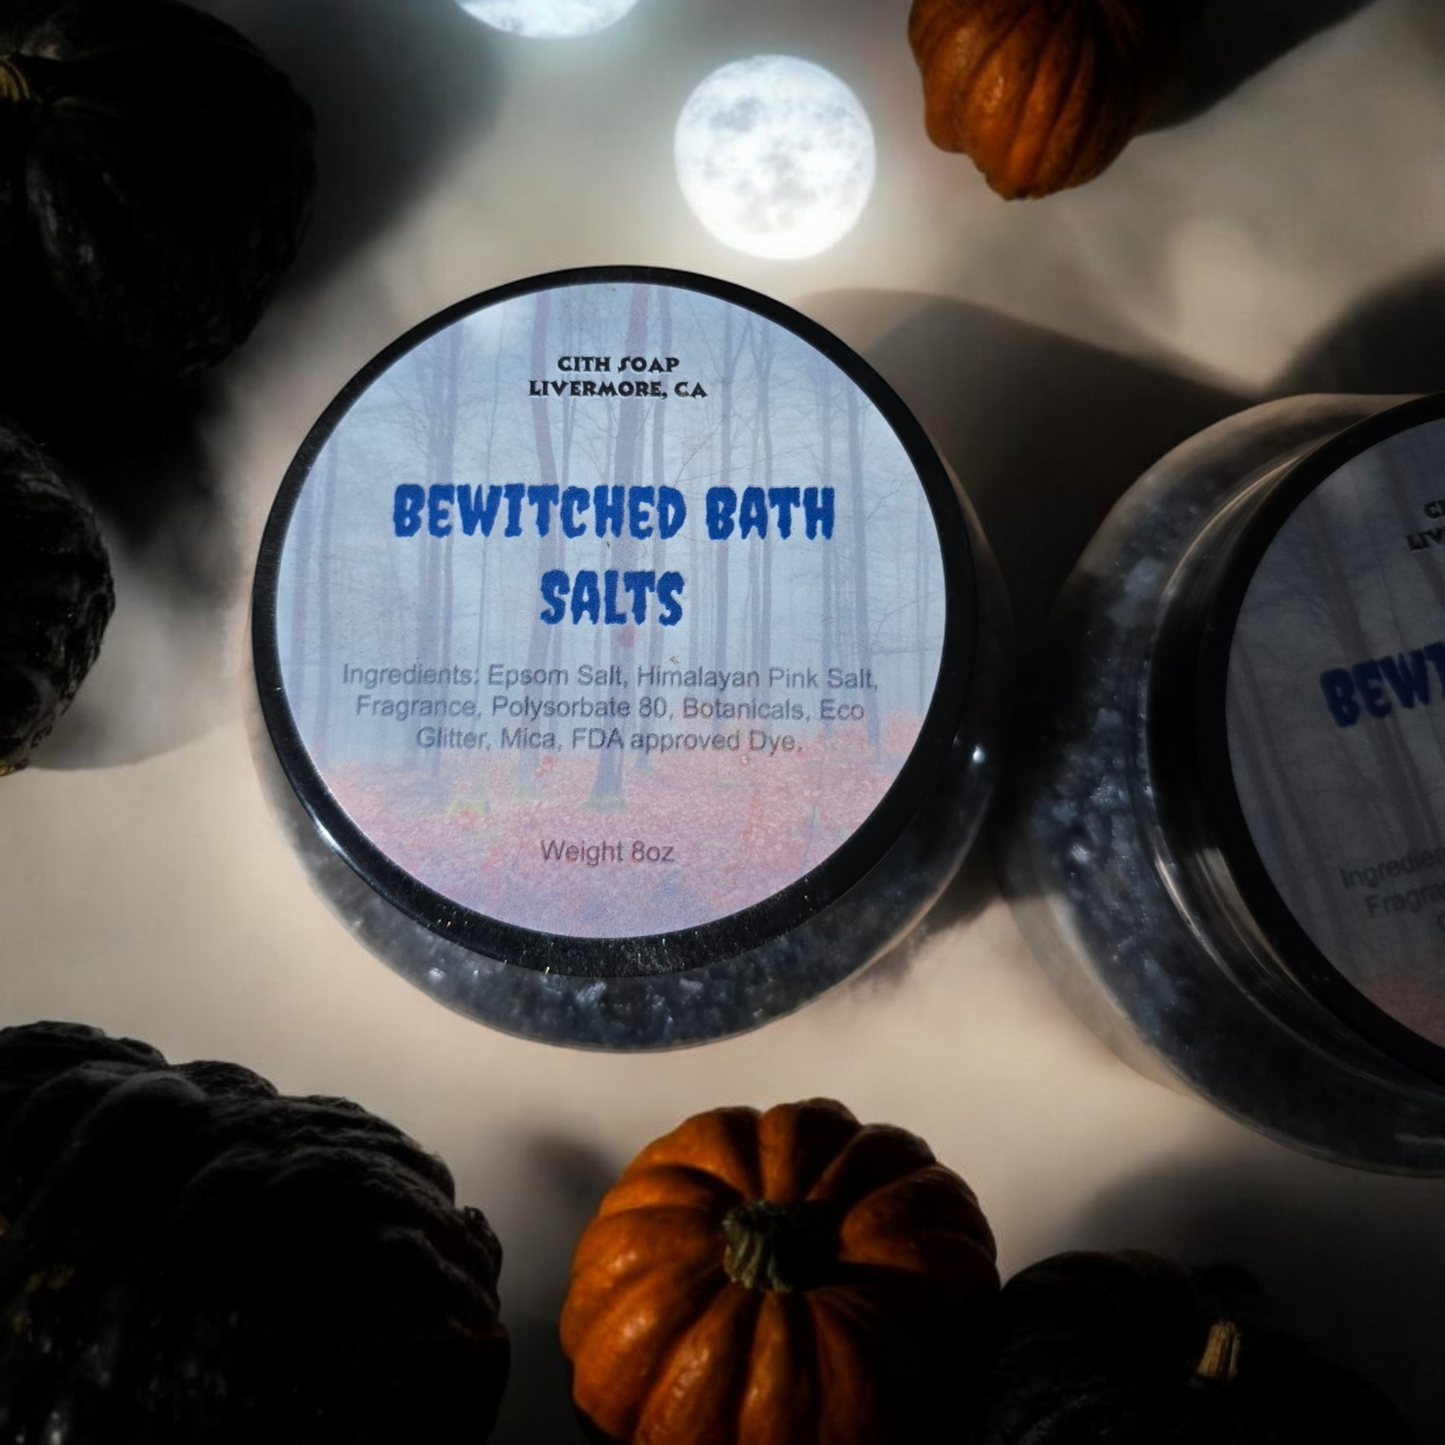 CITH SOAP
LIVERMORE, CA
BEWITCHED BATH
SALTS
Ingredients: Epsom Salt, Himalayan Pink Salt,
Fragrance, Polysorbate 80, Botanicals, Eco
Glitter, Mica, FDA approved Dye.
Weight 8oz